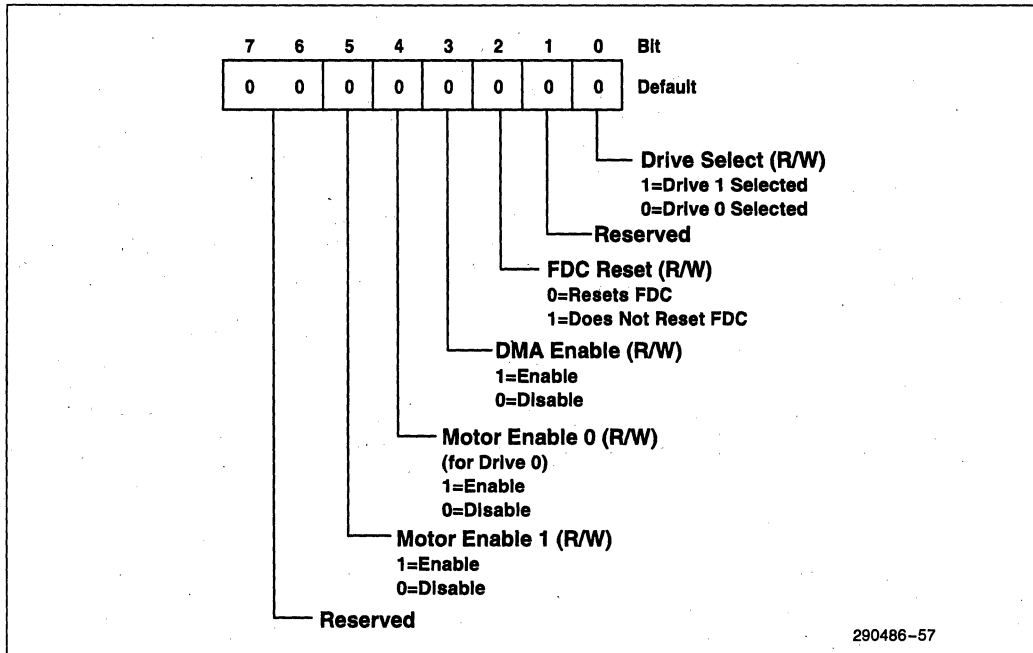 7 6 5 4 3 2 1 0 Bit
0 0 0 0 0 0 0 0 Default
Drive Select (R/W)
1=Drive 1 Selected
0=Drive 0 Selected
Reserved
FDC Reset (R/W)
0=Resets FDC
1=Does Not Reset FDC
DMA Enable (R/W)
1=Enable
0=Disable
Motor Enable 0 (R/W)
(for Drive 0)
1=Enable
0=Disable
Motor Enable 1 (R/W)
1=Enable
0=Disable
Reserved
290486-57